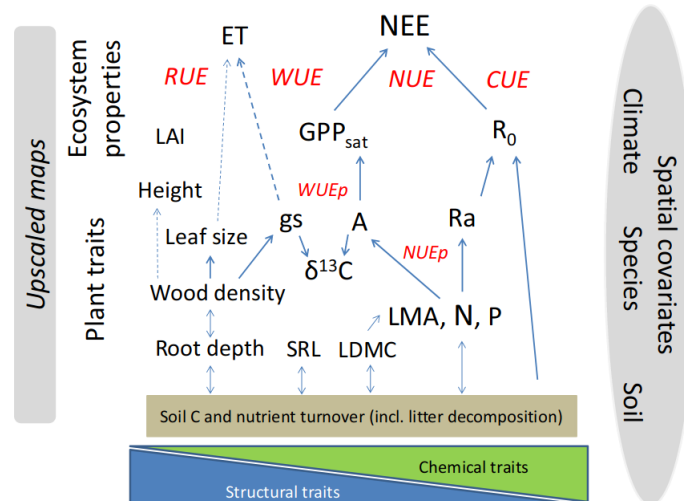 Upscaled maps
Ecosystem
properties
Plant traits
ET
NEE
RUE
WUE
NUE
CUE
LAI
GPPsat
R0
Height
WUEp
gs
A
Ra
Leaf size
NUEp
δ13C
Wood density
LMA, N, P
Root depth
SRL
LDMC
Soil C and nutrient turnover (incl. litter decomposition)
Chemical traits
Structural traits
Climate
Species
Soil
Spatial covariates